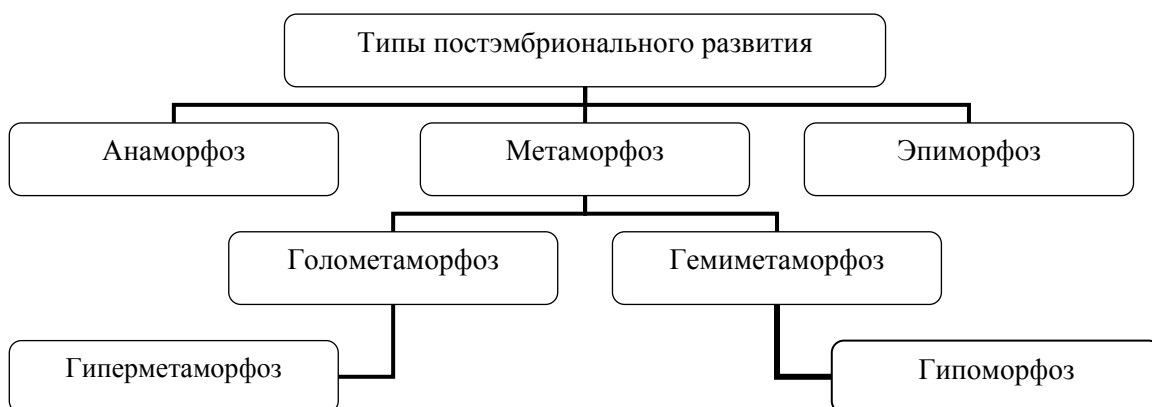 Типы постэмбрионального развития
Анаморфоз
Метаморфоз
Эпиморфоз
Голометаморфоз
Гемиметаморфоз
Гиперметаморфоз
Гипоморфоз